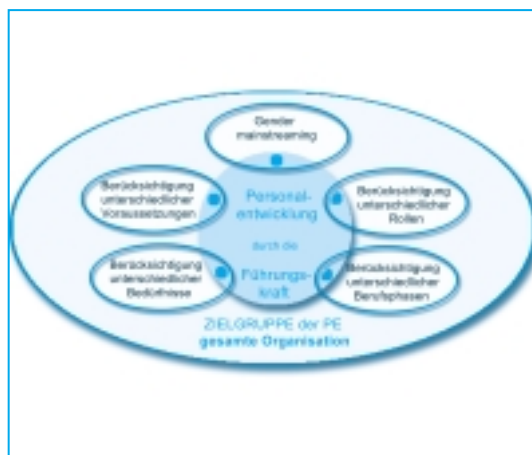 Gender
mainstreaming
Berücksichtigung
unterschiedlicher
Voraussetzungen
Personal-
entwicklung
Berücksichtigung
unterschiedlicher
Rollen
durch die
Berücksichtigung
unterschiedlicher
Bedürfnisse
Führungs-
kraft
Berücksichtigung
unterschiedlicher
Berufsphasen
ZIELGRUPPE der PE
gesamte Organisation